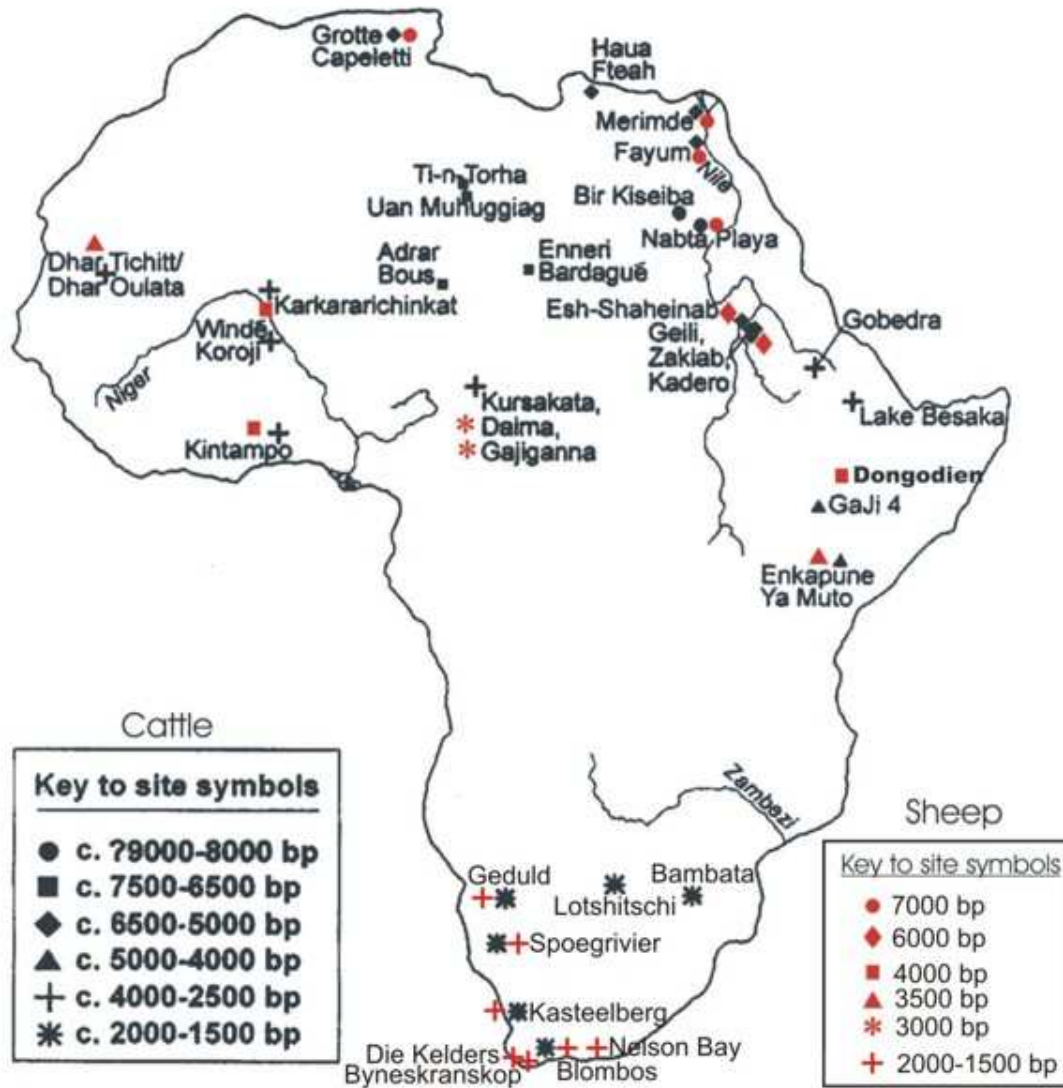 Grotte
Capeletti
Haua
Fteah
Merimde
Fayum
Nile
Ti-n-Torha
Uan Muhuggiag
Bir Kiseiba
Nabta Playa
Adrar
Bous
Enneri
Bardagué
Dhar Tichitt/
Dhar Oulata
Karkararichinkat
Windé
Koroji
Niger
Esh-Shaheinab
Geili,
Zakiab,
Kadero
Gobedra
Kursakata,
Daima,
Gajiganna
Lake Besaka
Kintampo
Dongodien
GaJi 4
Enkapune
Ya Muto
Cattle
Key to site symbols
c. ?9000-8000 bp
c. 7500-6500 bp
c. 6500-5000 bp
c. 5000-4000 bp
c. 4000-2500 bp
c. 2000-1500 bp
Zambezi
Geduld
Bambata
Lotshitschi
Spoegrivier
Kasteelberg
Die Kelders
Nelson Bay
Byneskranskop
Blombos
Sheep
Key to site symbols
7000 bp
6000 bp
4000 bp
3500 bp
3000 bp
2000-1500 bp